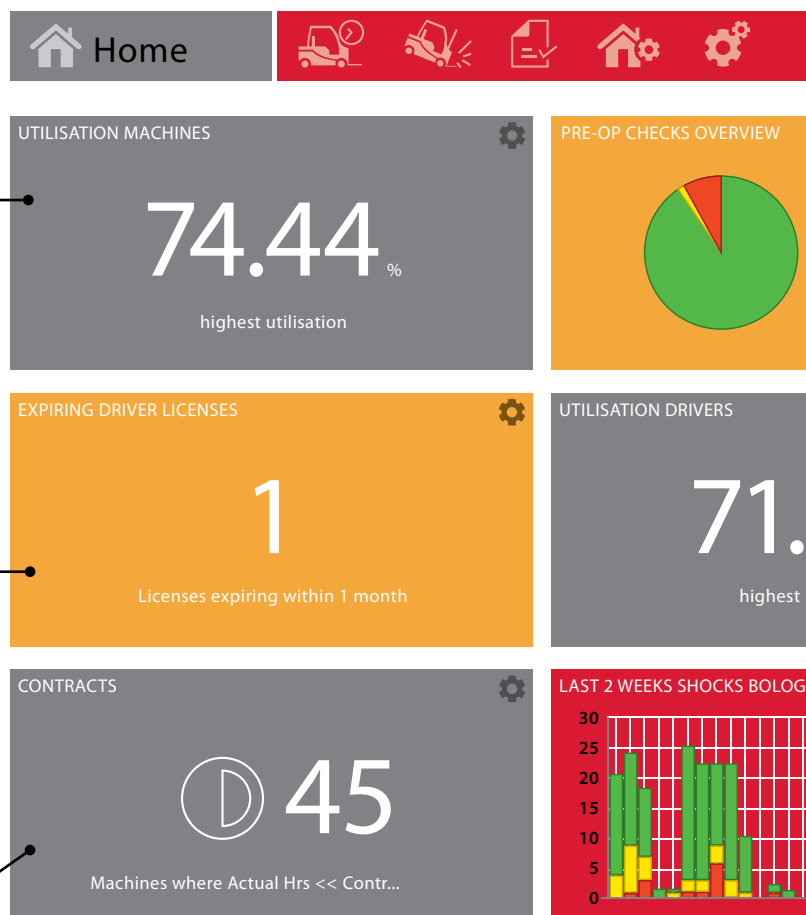 Home
UTILISATION MACHINES
74.44 %
highest utilisation
PRE-OP CHECKS OVERVIEW
EXPIRING DRIVER LICENSES
1
Licenses expiring within 1 month
UTILISATION DRIVERS
71.
highest
CONTRACTS
45
Machines where Actual Hrs << Contr...
LAST 2 WEEKS SHOCKS BOLOG
30
25
20
15
10
5
0